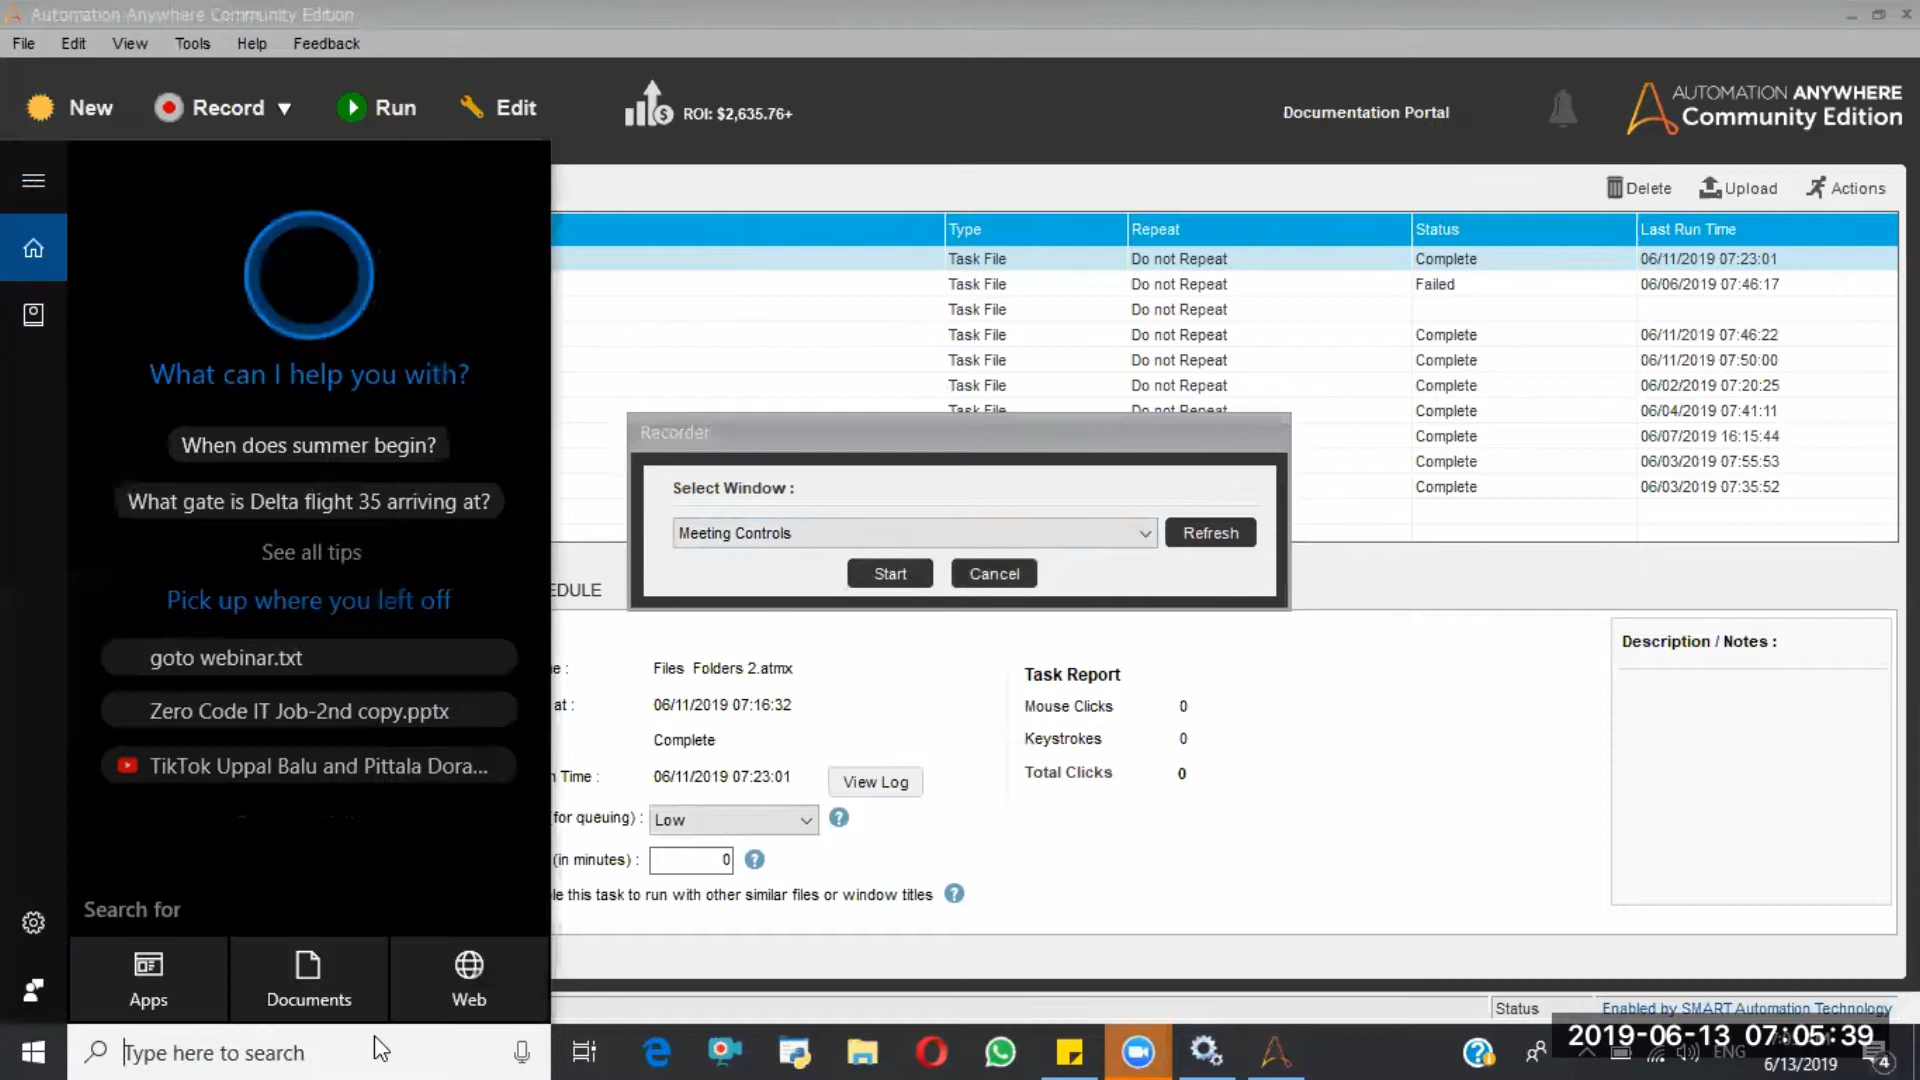 Automation Anywhere Community Edition
File Edit View Tools Help Feedback
New Record Run Edit ROI: $2,635.76+ Documentation Portal
AUTOMATION ANYWHERE
Community Edition
Delete Upload Actions
Type Repeat Status Last Run Time
Task File Do not Repeat Complete 06/11/2019 07:23:01
Task File Do not Repeat Failed 06/06/2019 07:46:17
Task File Do not Repeat
Task File Do not Repeat Complete 06/11/2019 07:46:22
Task File Do not Repeat Complete 06/11/2019 07:50:00
Task File Do not Repeat Complete 06/02/2019 07:20:25
Task File Do not Repeat Complete 06/04/2019 07:41:11
Complete 06/07/2019 16:15:44
Complete 06/03/2019 07:55:53
Complete 06/03/2019 07:35:52
What can I help you with?
When does summer begin?
What gate is Delta flight 35 arriving at?
See all tips
Pick up where you left off
goto webinar.txt
Zero Code IT Job-2nd copy.pptx
TikTok Uppal Balu and Pittala Dora...
Search for
Apps Documents Web
Type here to search
Recorder
Select Window :
Meeting Controls Refresh
Start Cancel
EDULE
e : Files Folders 2.atmx
at : 06/11/2019 07:16:32
Complete
n Time : 06/11/2019 07:23:01 View Log
(for queuing) : Low
(in minutes) : 0
le this task to run with other similar files or window titles
Task Report
Mouse Clicks 0
Keystrokes 0
Total Clicks 0
Description / Notes :
Status Enabled by SMART Automation Technology
2019-06-13 07:05:39
ENG
6/13/2019
4